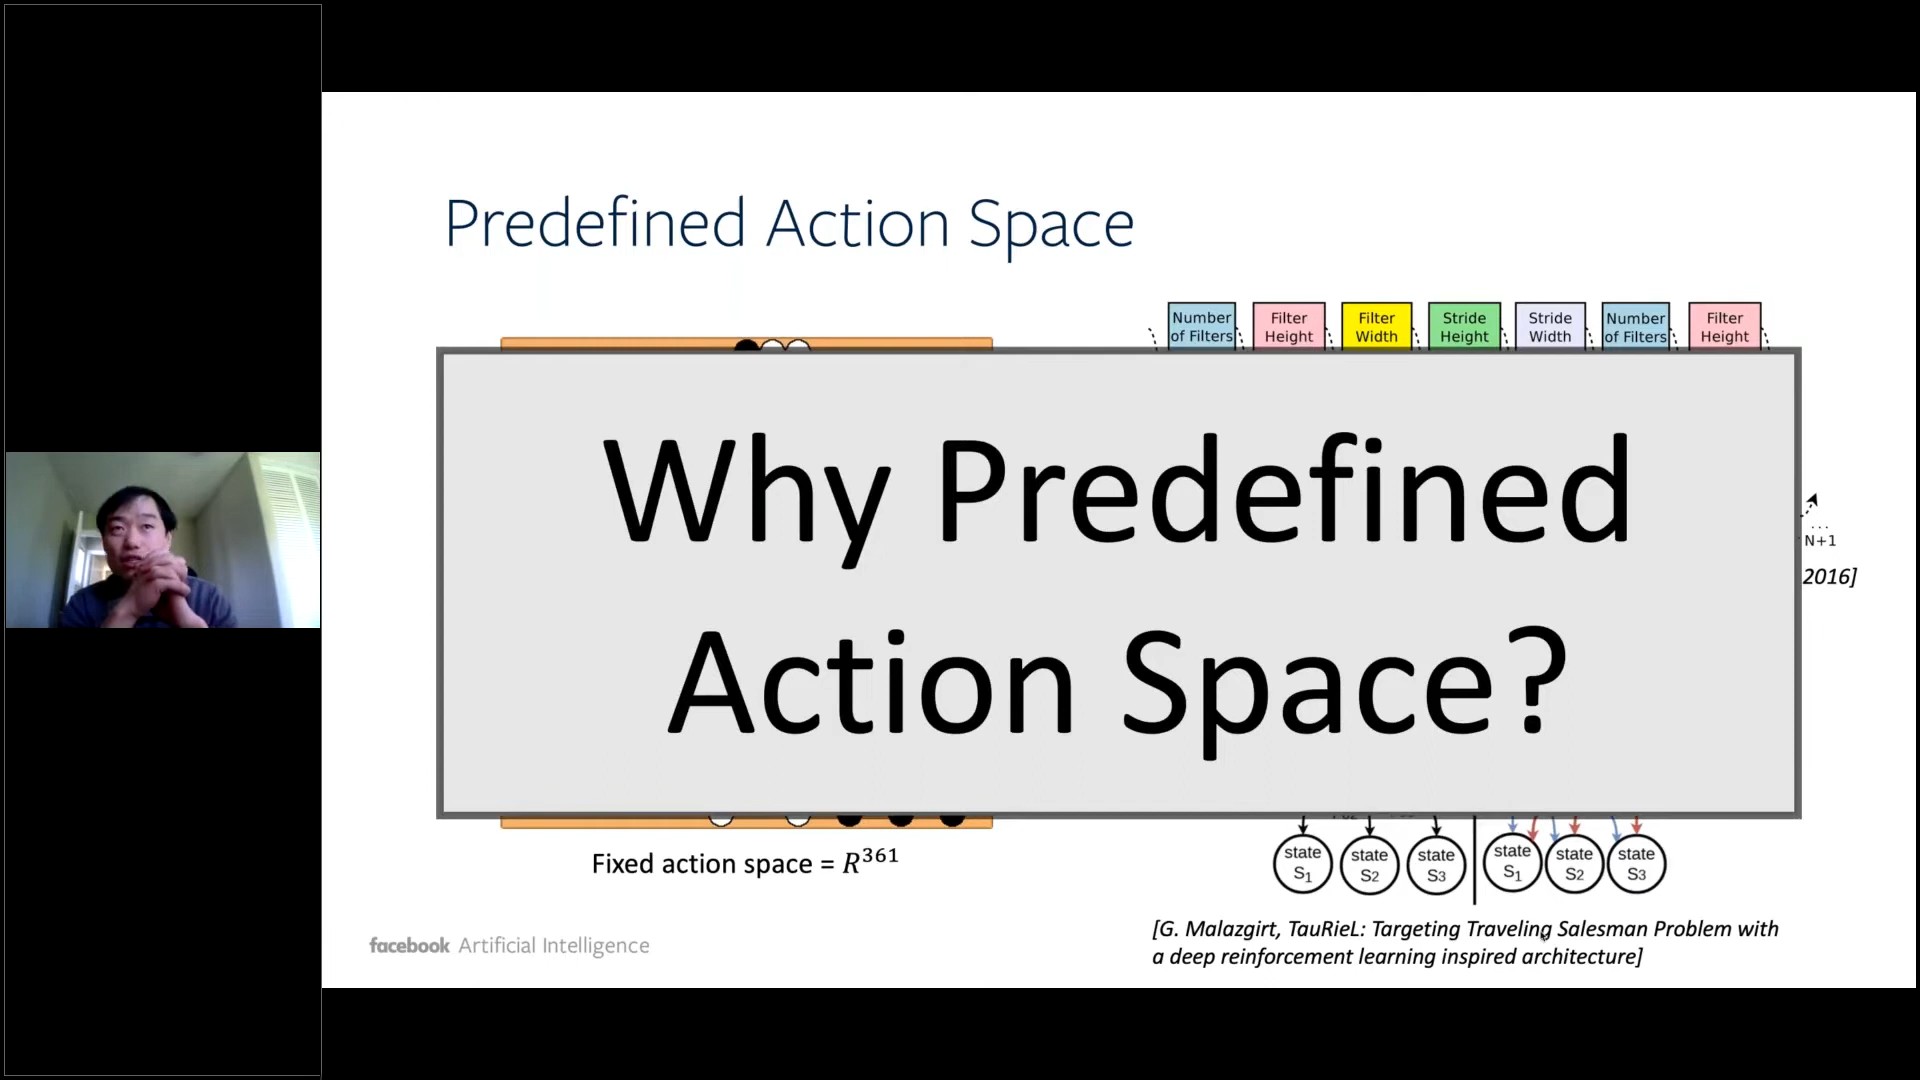 Predefined Action Space
Number of Filters
Filter Height
Filter Width
Stride Height
Stride Width
Number of Filters
Filter Height
Why Predefined
Action Space?
...
N+1
2016]
Fixed action space = R^361
state S1
state S2
state S3
state S1
state S2
state S3
[G. Malazgirt, TauRieL: Targeting Traveling Salesman Problem with
a deep reinforcement learning inspired architecture]
facebook Artificial Intelligence